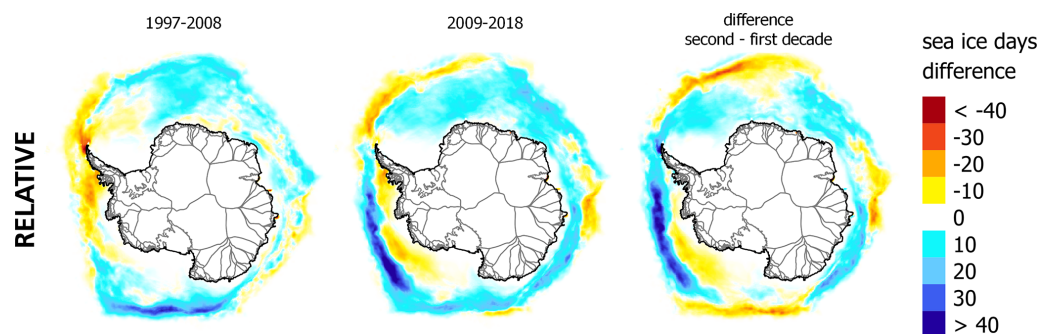 1997-2008
2009-2018
difference
second - first decade
sea ice days
difference
RELATIVE
< -40
-30
-20
-10
0
10
20
30
> 40